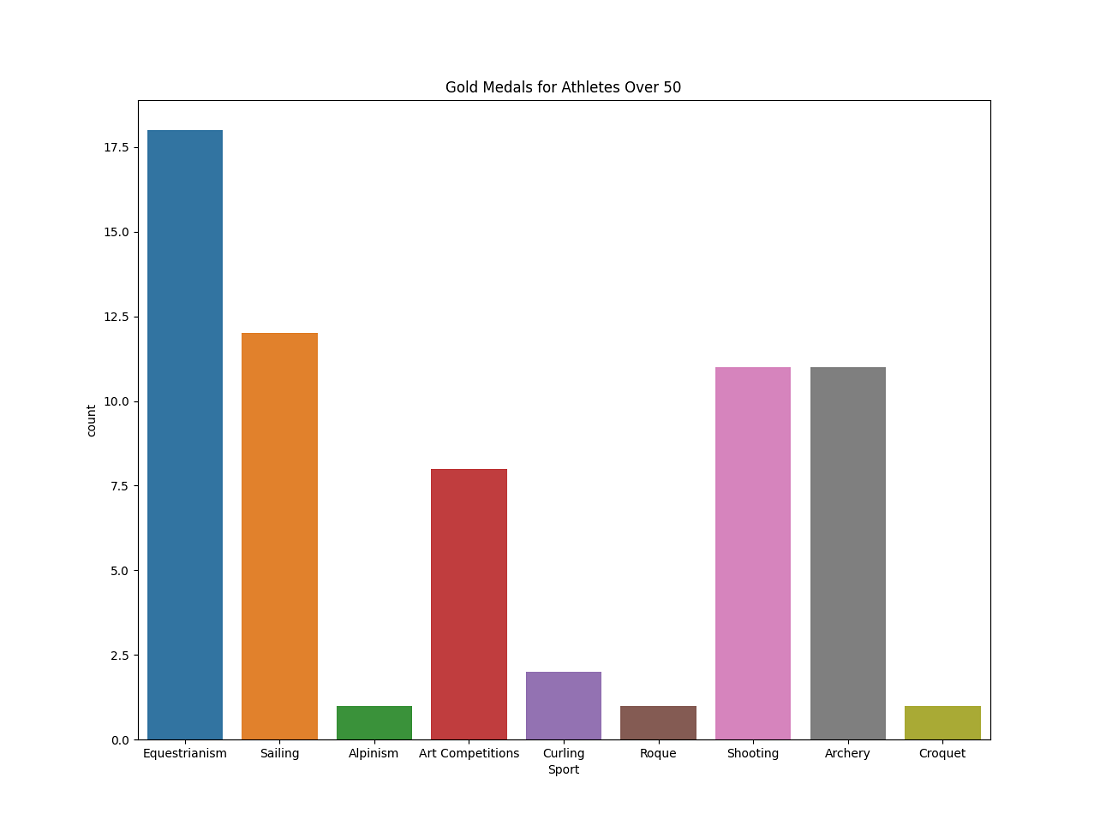 Gold Medals for Athletes Over 50
17.5
15.0
12.5
10.0
7.5
5.0
2.5
0.0
count
Equestrianism Sailing Alpinism Art Competitions Curling Roque Shooting Archery Croquet
Sport